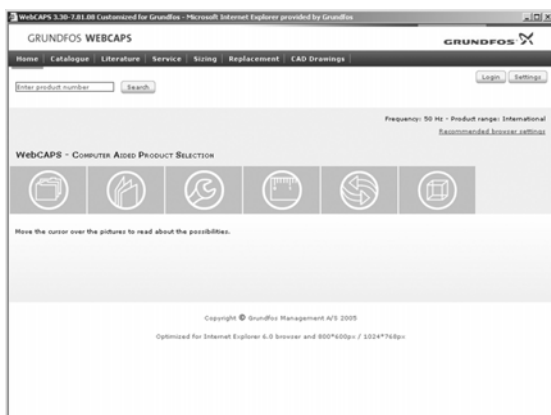 WebCAPS 3.30-7.01.08 Customized for Grundfos - Microsoft Internet Explorer provided by Grundfos
GRUNDFOS WEBCAPS
GRUNDFOS
Home Catalogue Literature Service Sizing Replacement CAD Drawings
Login Settings
Enter product number Search
Frequency: 50 Hz - Product range: International
Recommended browser settings
WebCAPS - Computer Aided Product Selection
Move the cursor over the pictures to read about the possibilities.
Copyright © Grundfos Management A/S 2005
Optimized for Internet Explorer 6.0 browser and 800*600px / 1024*768px